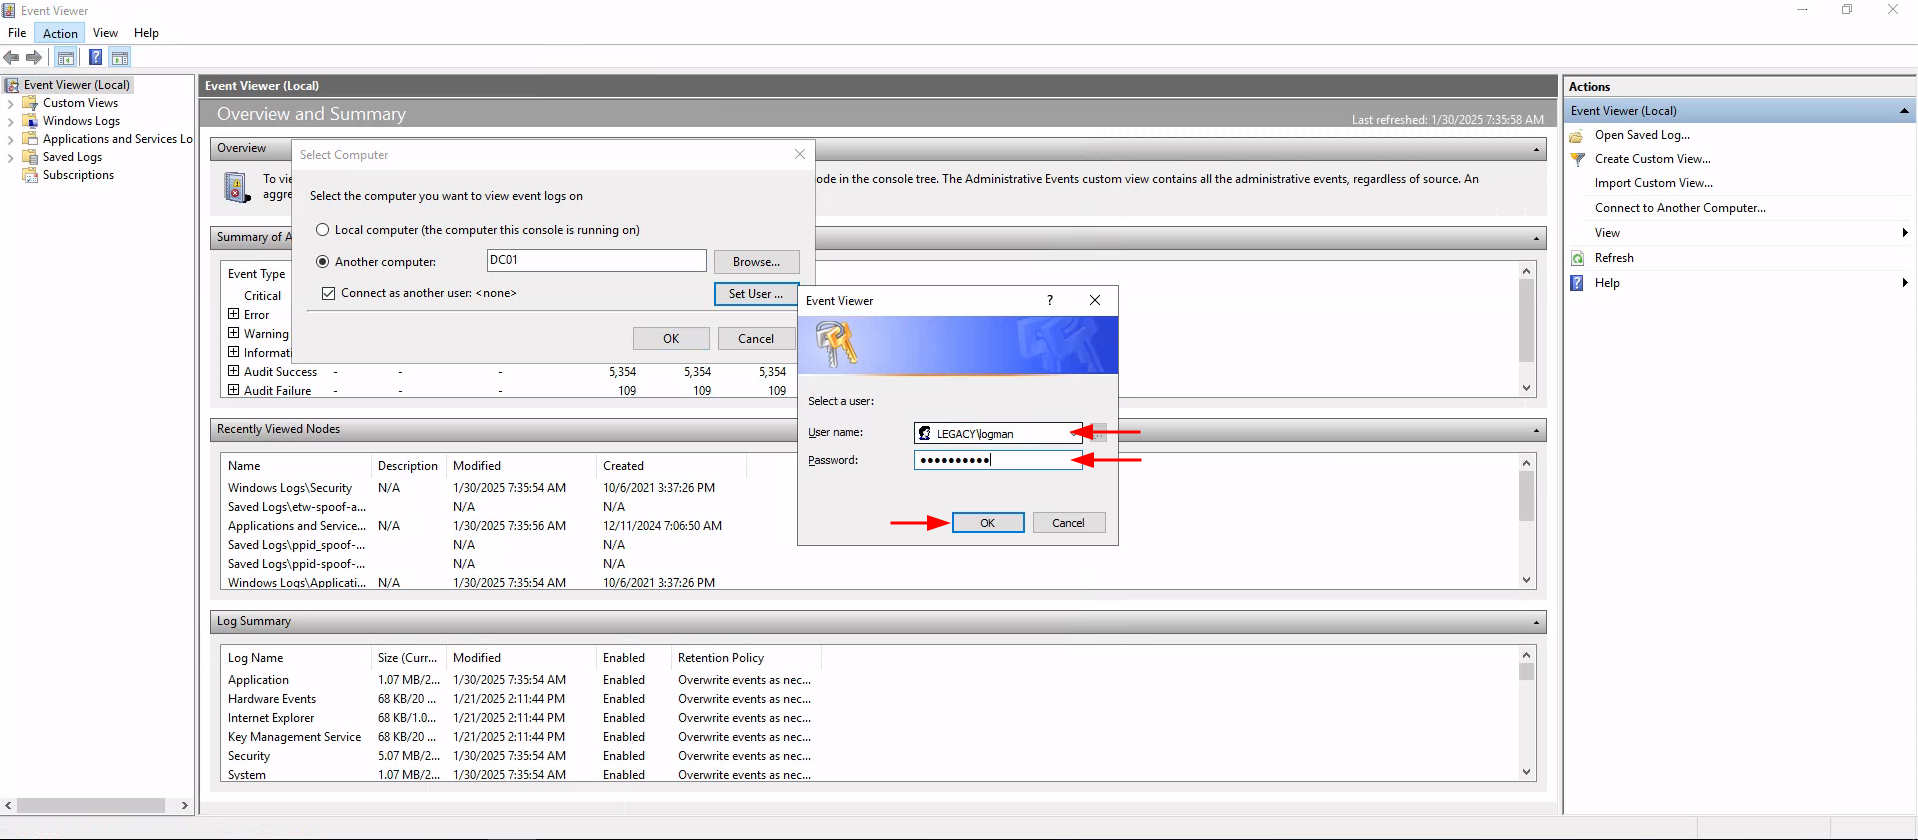 Event Viewer
File Action View Help
Event Viewer (Local)
Custom Views
Windows Logs
Applications and Services Lo
Saved Logs
Subscriptions
Event Viewer (Local)
Overview and Summary
Last refreshed: 1/30/2025 7:35:58 AM
Overview
To vie
ode in the console tree. The Administrative Events custom view contains all the administrative events, regardless of source. An
aggre
Summary of A
Event Type
Critical
Error
Warning
Informati
Audit Success - - - 5,354 5,354 5,354
Audit Failure - - - 109 109 109
Select Computer
Select the computer you want to view event logs on
Local computer (the computer this console is running on)
Another computer: DC01 Browse...
Connect as another user: <none> Set User ...
OK Cancel
Event Viewer ?
Select a user:
User name: LEGACY\logman
Password: ••••••••••
OK Cancel
Recently Viewed Nodes
Name Description Modified Created
Windows Logs\Security N/A 1/30/2025 7:35:54 AM 10/6/2021 3:37:26 PM
Saved Logs\etw-spoof-a... N/A N/A
Applications and Service... N/A 1/30/2025 7:35:56 AM 12/11/2024 7:06:50 AM
Saved Logs\ppid_spoof-... N/A N/A
Saved Logs\ppid-spoof-... N/A N/A
Windows Logs\Applicati... N/A 1/30/2025 7:35:54 AM 10/6/2021 3:37:26 PM
Log Summary
Log Name Size (Curr... Modified Enabled Retention Policy
Application 1.07 MB/2... 1/30/2025 7:35:54 AM Enabled Overwrite events as nec...
Hardware Events 68 KB/20 ... 1/21/2025 2:11:44 PM Enabled Overwrite events as nec...
Internet Explorer 68 KB/1.0... 1/21/2025 2:11:44 PM Enabled Overwrite events as nec...
Key Management Service 68 KB/20 ... 1/21/2025 2:11:44 PM Enabled Overwrite events as nec...
Security 5.07 MB/2... 1/30/2025 7:35:54 AM Enabled Overwrite events as nec...
System 1.07 MB/2... 1/30/2025 7:35:54 AM Enabled Overwrite events as nec...
Actions
Event Viewer (Local)
Open Saved Log...
Create Custom View...
Import Custom View...
Connect to Another Computer...
View
Refresh
Help